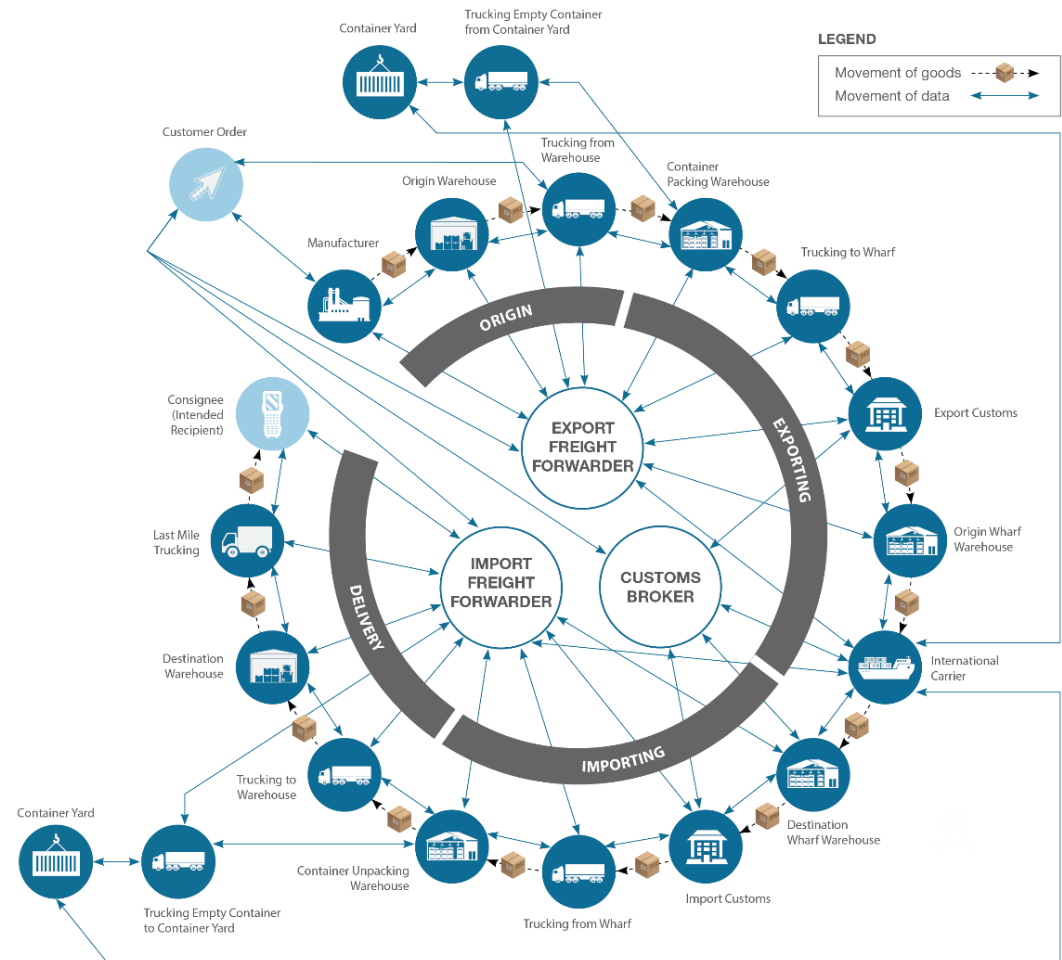 Container Yard
Trucking Empty Container
from Container Yard
LEGEND
Movement of goods
Movement of data
Customer Order
Trucking from
Warehouse
Container
Packing Warehouse
Origin Warehouse
Manufacturer
Trucking to Wharf
ORIGIN
Consignee
(Intended
Recipient)
EXPORT
FREIGHT
FORWARDER
EXPORTING
Export Customs
Last Mile
Trucking
Origin Wharf
Warehouse
IMPORT
FREIGHT
FORWARDER
CUSTOMS
BROKER
DELIVERY
Destination
Warehouse
International
Carrier
IMPORTING
Trucking to
Warehouse
Container Yard
Destination
Wharf Warehouse
Container Unpacking
Warehouse
Import Customs
Trucking Empty Container
to Container Yard
Trucking from Wharf